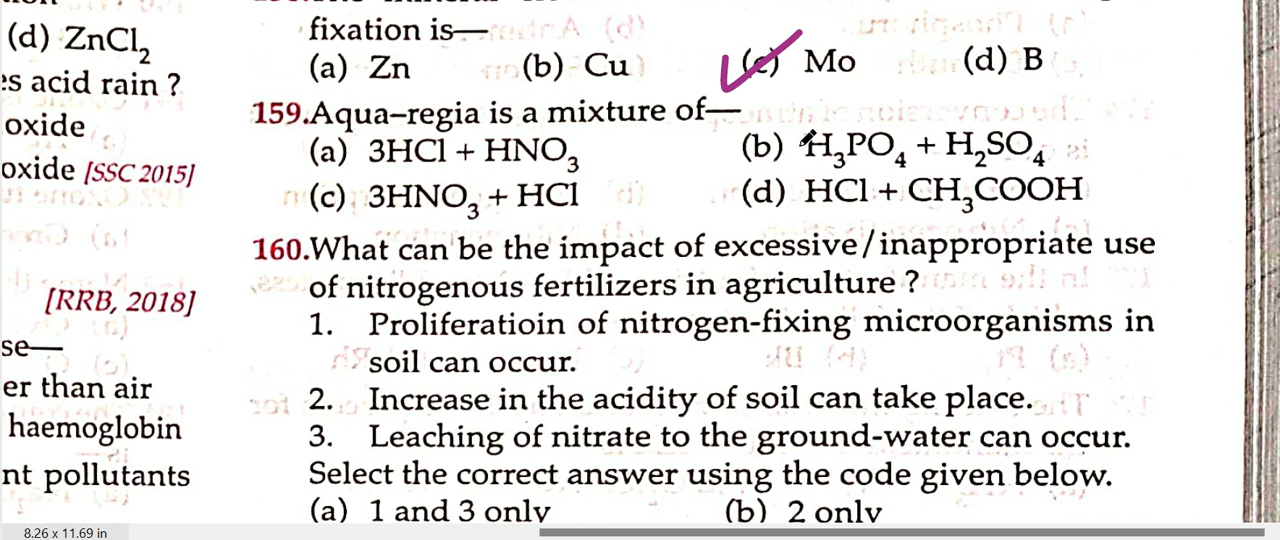 (d) ZnCl₂
es acid rain ?
oxide
oxide [SSC 2015]
[RRB, 2018]
se—
er than air
haemoglobin
nt pollutants
fixation is—
(a) Zn (b) Cu (c) Mo (d) B
159.Aqua–regia is a mixture of—
(a) 3HCl + HNO₃ (b) H₃PO₄ + H₂SO₄
(c) 3HNO₃ + HCl (d) HCl + CH₃COOH
160.What can be the impact of excessive/inappropriate use
of nitrogenous fertilizers in agriculture ?
1. Proliferatioin of nitrogen-fixing microorganisms in
soil can occur.
2. Increase in the acidity of soil can take place.
3. Leaching of nitrate to the ground-water can occur.
Select the correct answer using the code given below.
(a) 1 and 3 only (b) 2 only
8.26 x 11.69 in